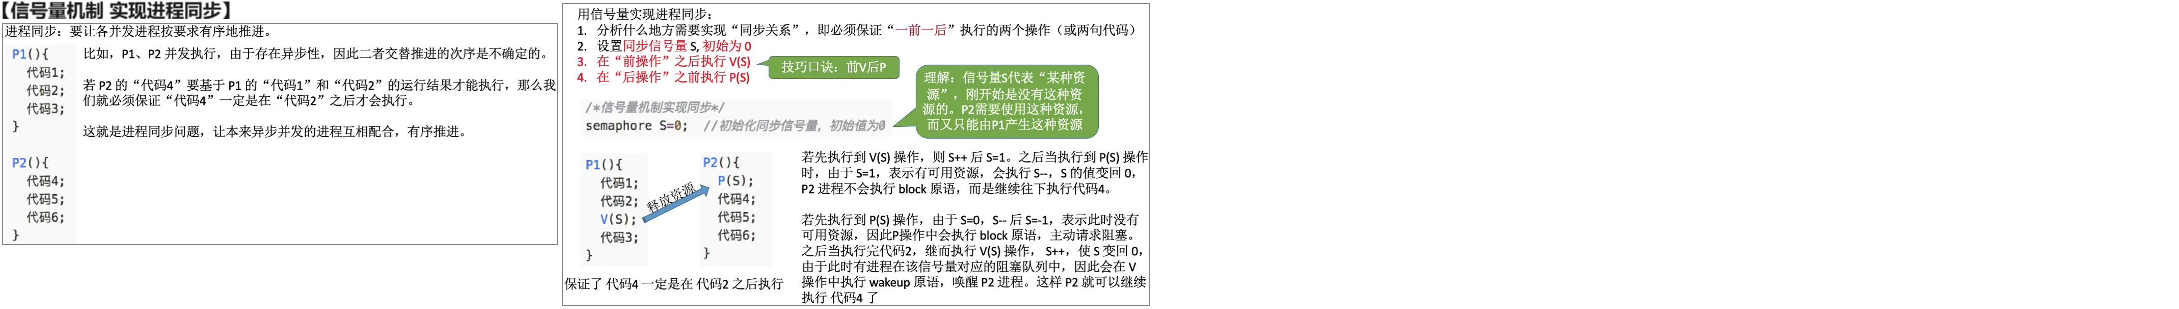 【信号量机制 实现进程同步】
进程同步：要让各并发进程按要求有序地推进。
P1(){
代码1;
代码2;
代码3;
}
P2(){
代码4;
代码5;
代码6;
}
比如，P1、P2 并发执行，由于存在异步性，因此二者交替推进的次序是不确定的。
若 P2 的“代码4”要基于 P1 的“代码1”和“代码2”的运行结果才能执行，那么我
们就必须保证“代码4”一定是在“代码2”之后才会执行。
这就是进程同步问题，让本来异步并发的进程互相配合，有序推进。
用信号量实现进程同步：
1. 分析什么地方需要实现“同步关系”，即必须保证“一前一后”执行的两个操作（或两句代码）
2. 设置同步信号量 S, 初始为 0
3. 在“前操作”之后执行 V(S)
4. 在“后操作”之前执行 P(S)
技巧口诀：前V后P
理解：信号量S代表“某种资
源”，刚开始是没有这种资
源的。P2需要使用这种资源，
而又只能由P1产生这种资源
/*信号量机制实现同步*/
semaphore S=0; //初始化同步信号量，初始值为0
P1(){
代码1;
代码2;
V(S);
代码3;
}
释放资源
P2(){
P(S);
代码4;
代码5;
代码6;
}
保证了 代码4 一定是在 代码2 之后执行
若先执行到 V(S) 操作，则 S++ 后 S=1。之后当执行到 P(S) 操作
时，由于 S=1，表示有可用资源，会执行 S--，S 的值变回 0，
P2 进程不会执行 block 原语，而是继续往下执行代码4。
若先执行到 P(S) 操作，由于 S=0，S-- 后 S=-1，表示此时没有
可用资源，因此P操作中会执行 block 原语，主动请求阻塞。
之后当执行完代码2，继而执行 V(S) 操作， S++，使 S 变回 0，
由于此时有进程在该信号量对应的阻塞队列中，因此会在 V
操作中执行 wakeup 原语，唤醒 P2 进程。这样 P2 就可以继续
执行 代码4 了